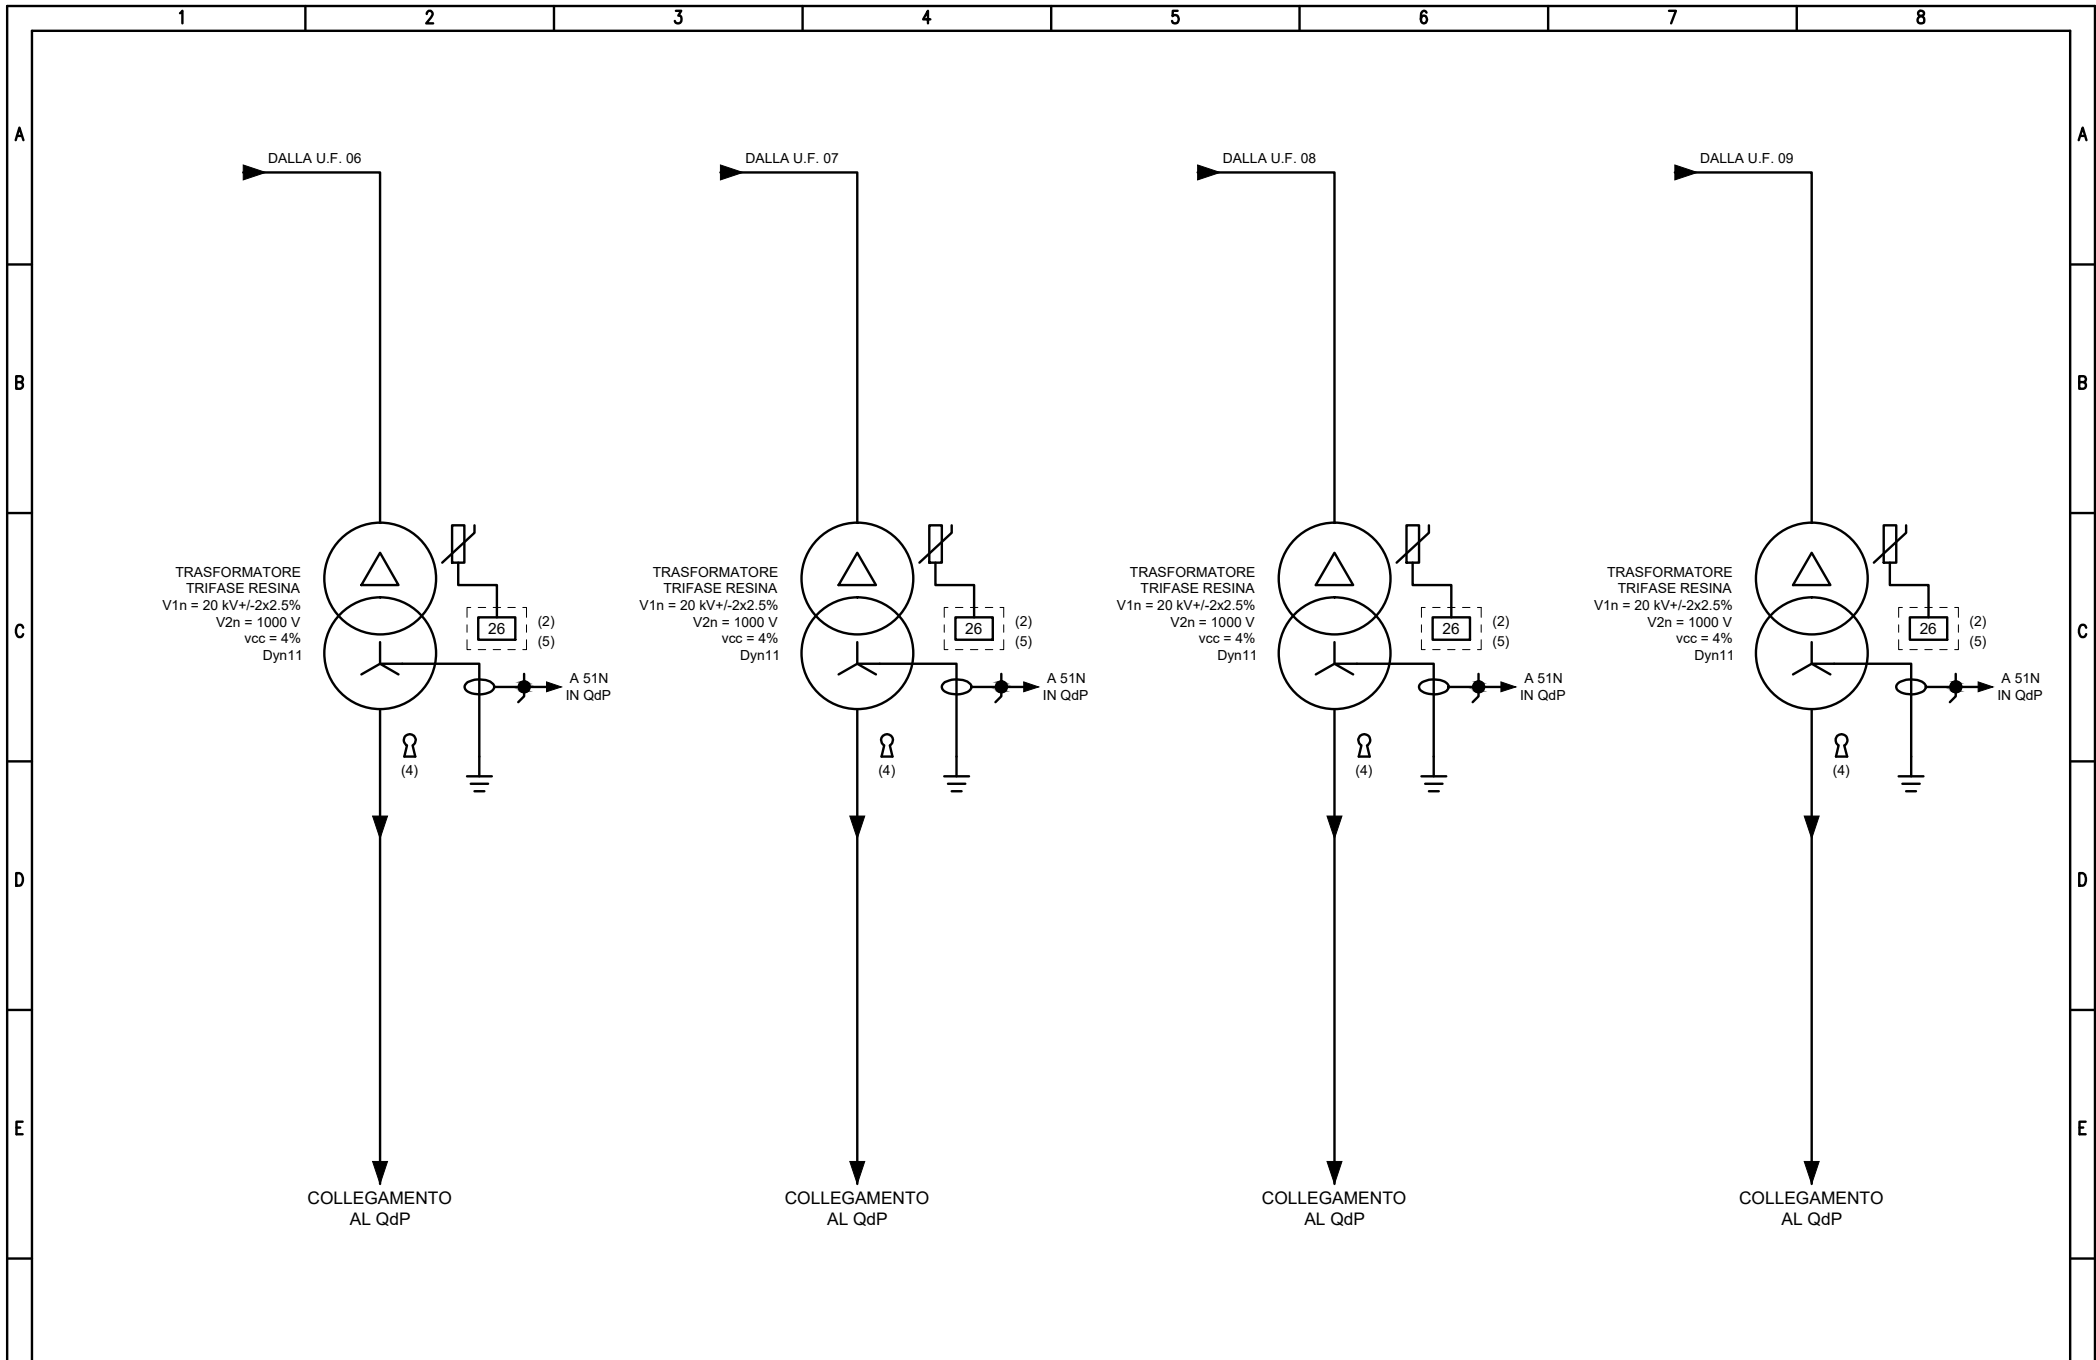 1 2 3 4 5 6 7 8
A A
DALLA U.F. 06 DALLA U.F. 07 DALLA U.F. 08 DALLA U.F. 09
B B
TRASFORMATORE
TRIFASE RESINA
V1n = 20 kV+/-2x2.5%
V2n = 1000 V
vcc = 4%
Dyn11
26
(2)
(5)
A 51N
IN QdP
(4)
TRASFORMATORE
TRIFASE RESINA
V1n = 20 kV+/-2x2.5%
V2n = 1000 V
vcc = 4%
Dyn11
26
(2)
(5)
A 51N
IN QdP
(4)
TRASFORMATORE
TRIFASE RESINA
V1n = 20 kV+/-2x2.5%
V2n = 1000 V
vcc = 4%
Dyn11
26
(2)
(5)
A 51N
IN QdP
(4)
TRASFORMATORE
TRIFASE RESINA
V1n = 20 kV+/-2x2.5%
V2n = 1000 V
vcc = 4%
Dyn11
26
(2)
(5)
A 51N
IN QdP
(4)
C C
D D
E E
COLLEGAMENTO
AL QdP
COLLEGAMENTO
AL QdP
COLLEGAMENTO
AL QdP
COLLEGAMENTO
AL QdP